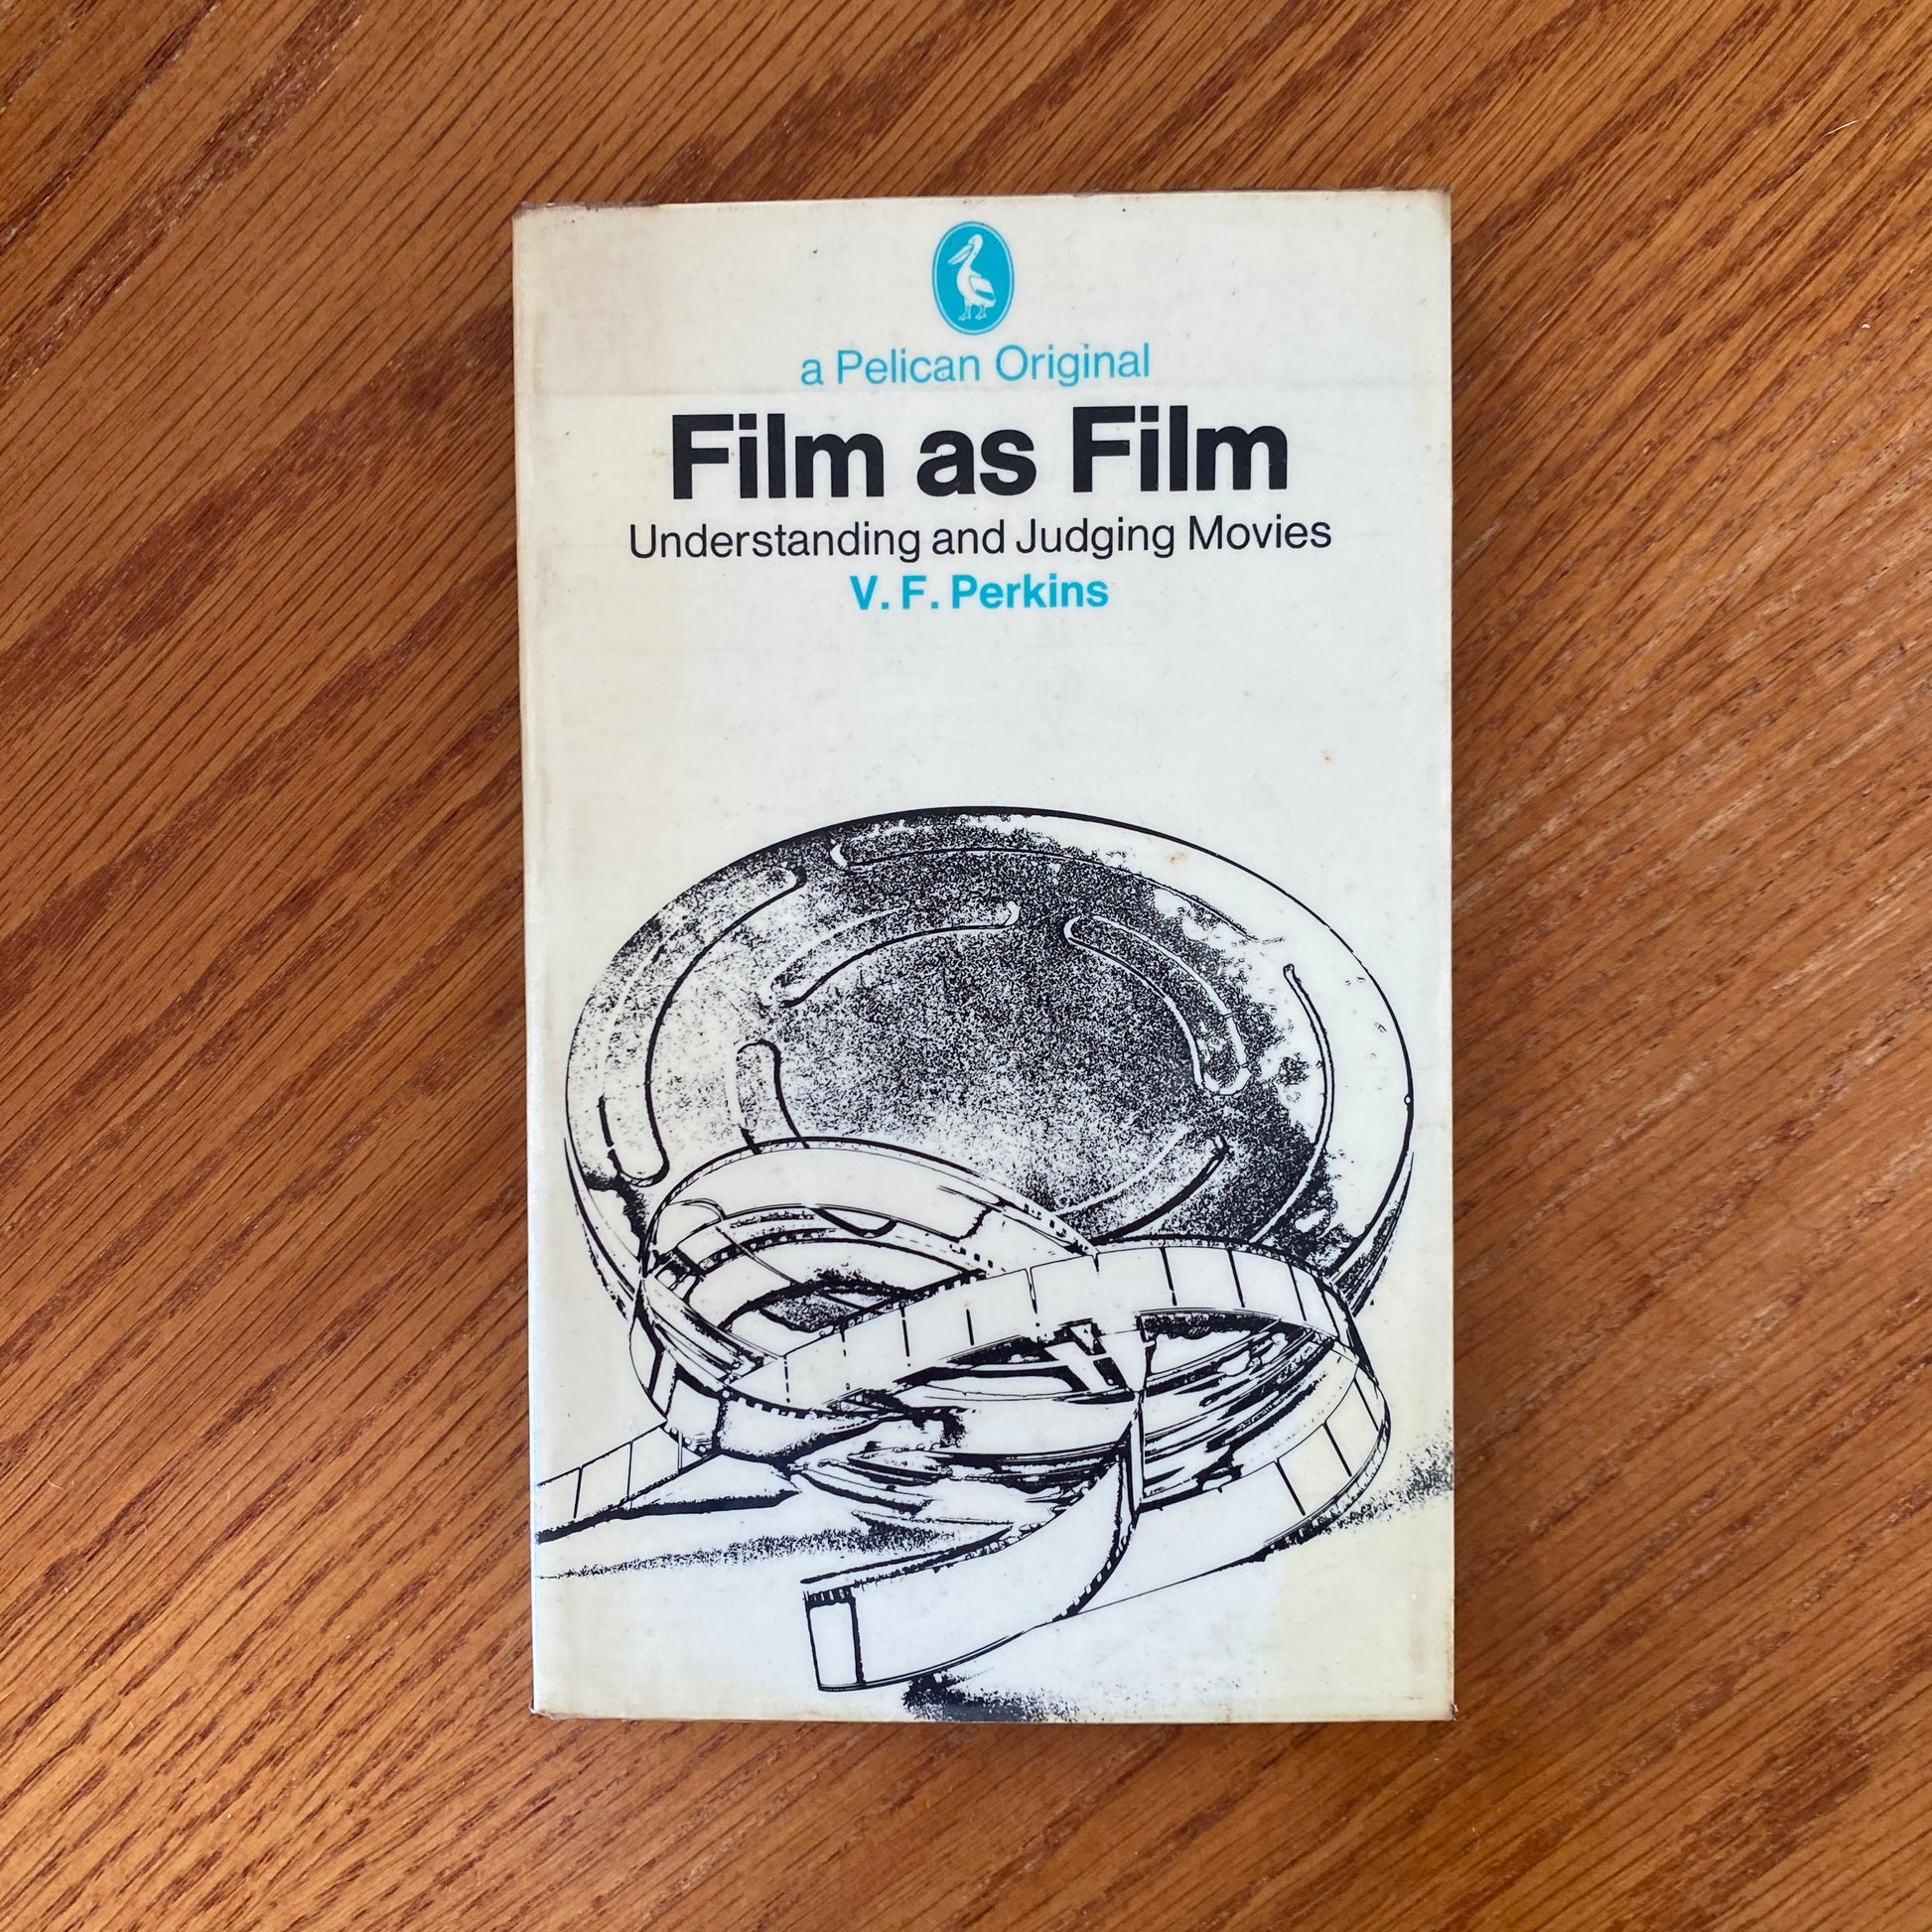 a Pelican Original
Film as Film
Understanding and Judging Movies
V. F. Perkins